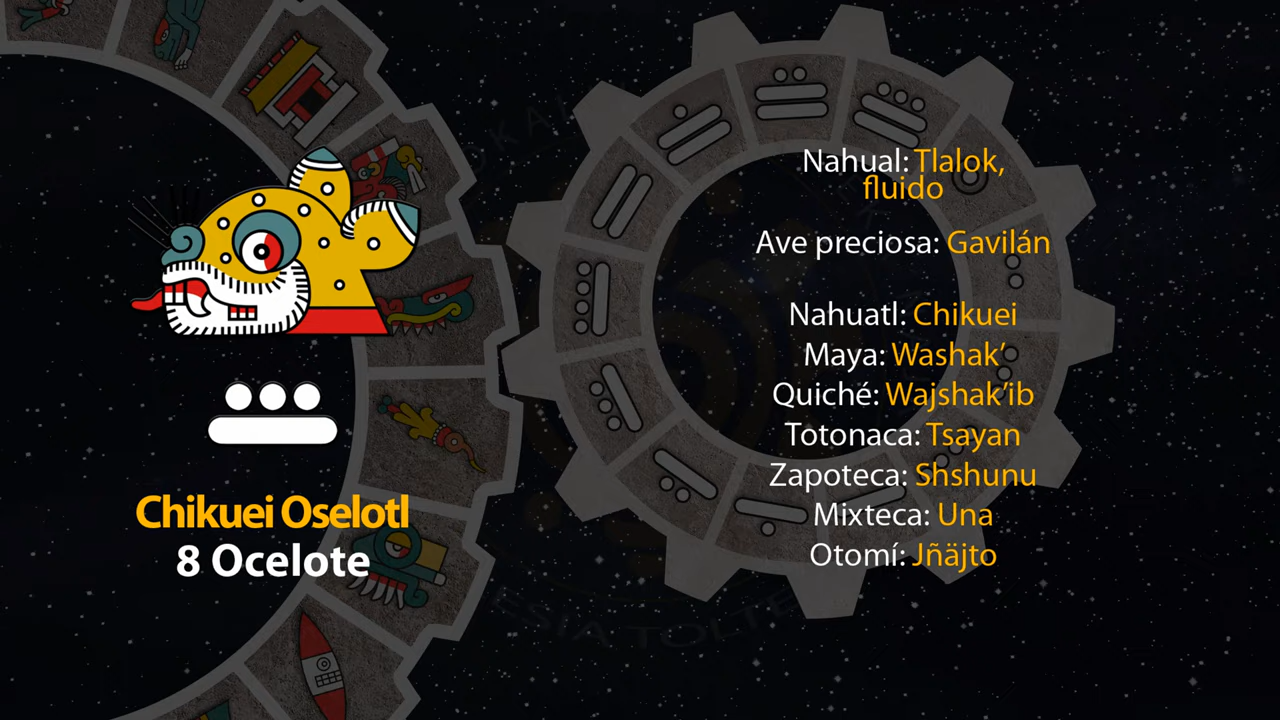 Chikuei Oselotl
8 Ocelote
Nahual: Tlalok,
fluido
Ave preciosa: Gavilán
Nahuatl: Chikuei
Maya: Washak’
Quiché: Wajshak’ib
Totonaca: Tsayan
Zapoteca: Shshunu
Mixteca: Una
Otomí: Jñäjto